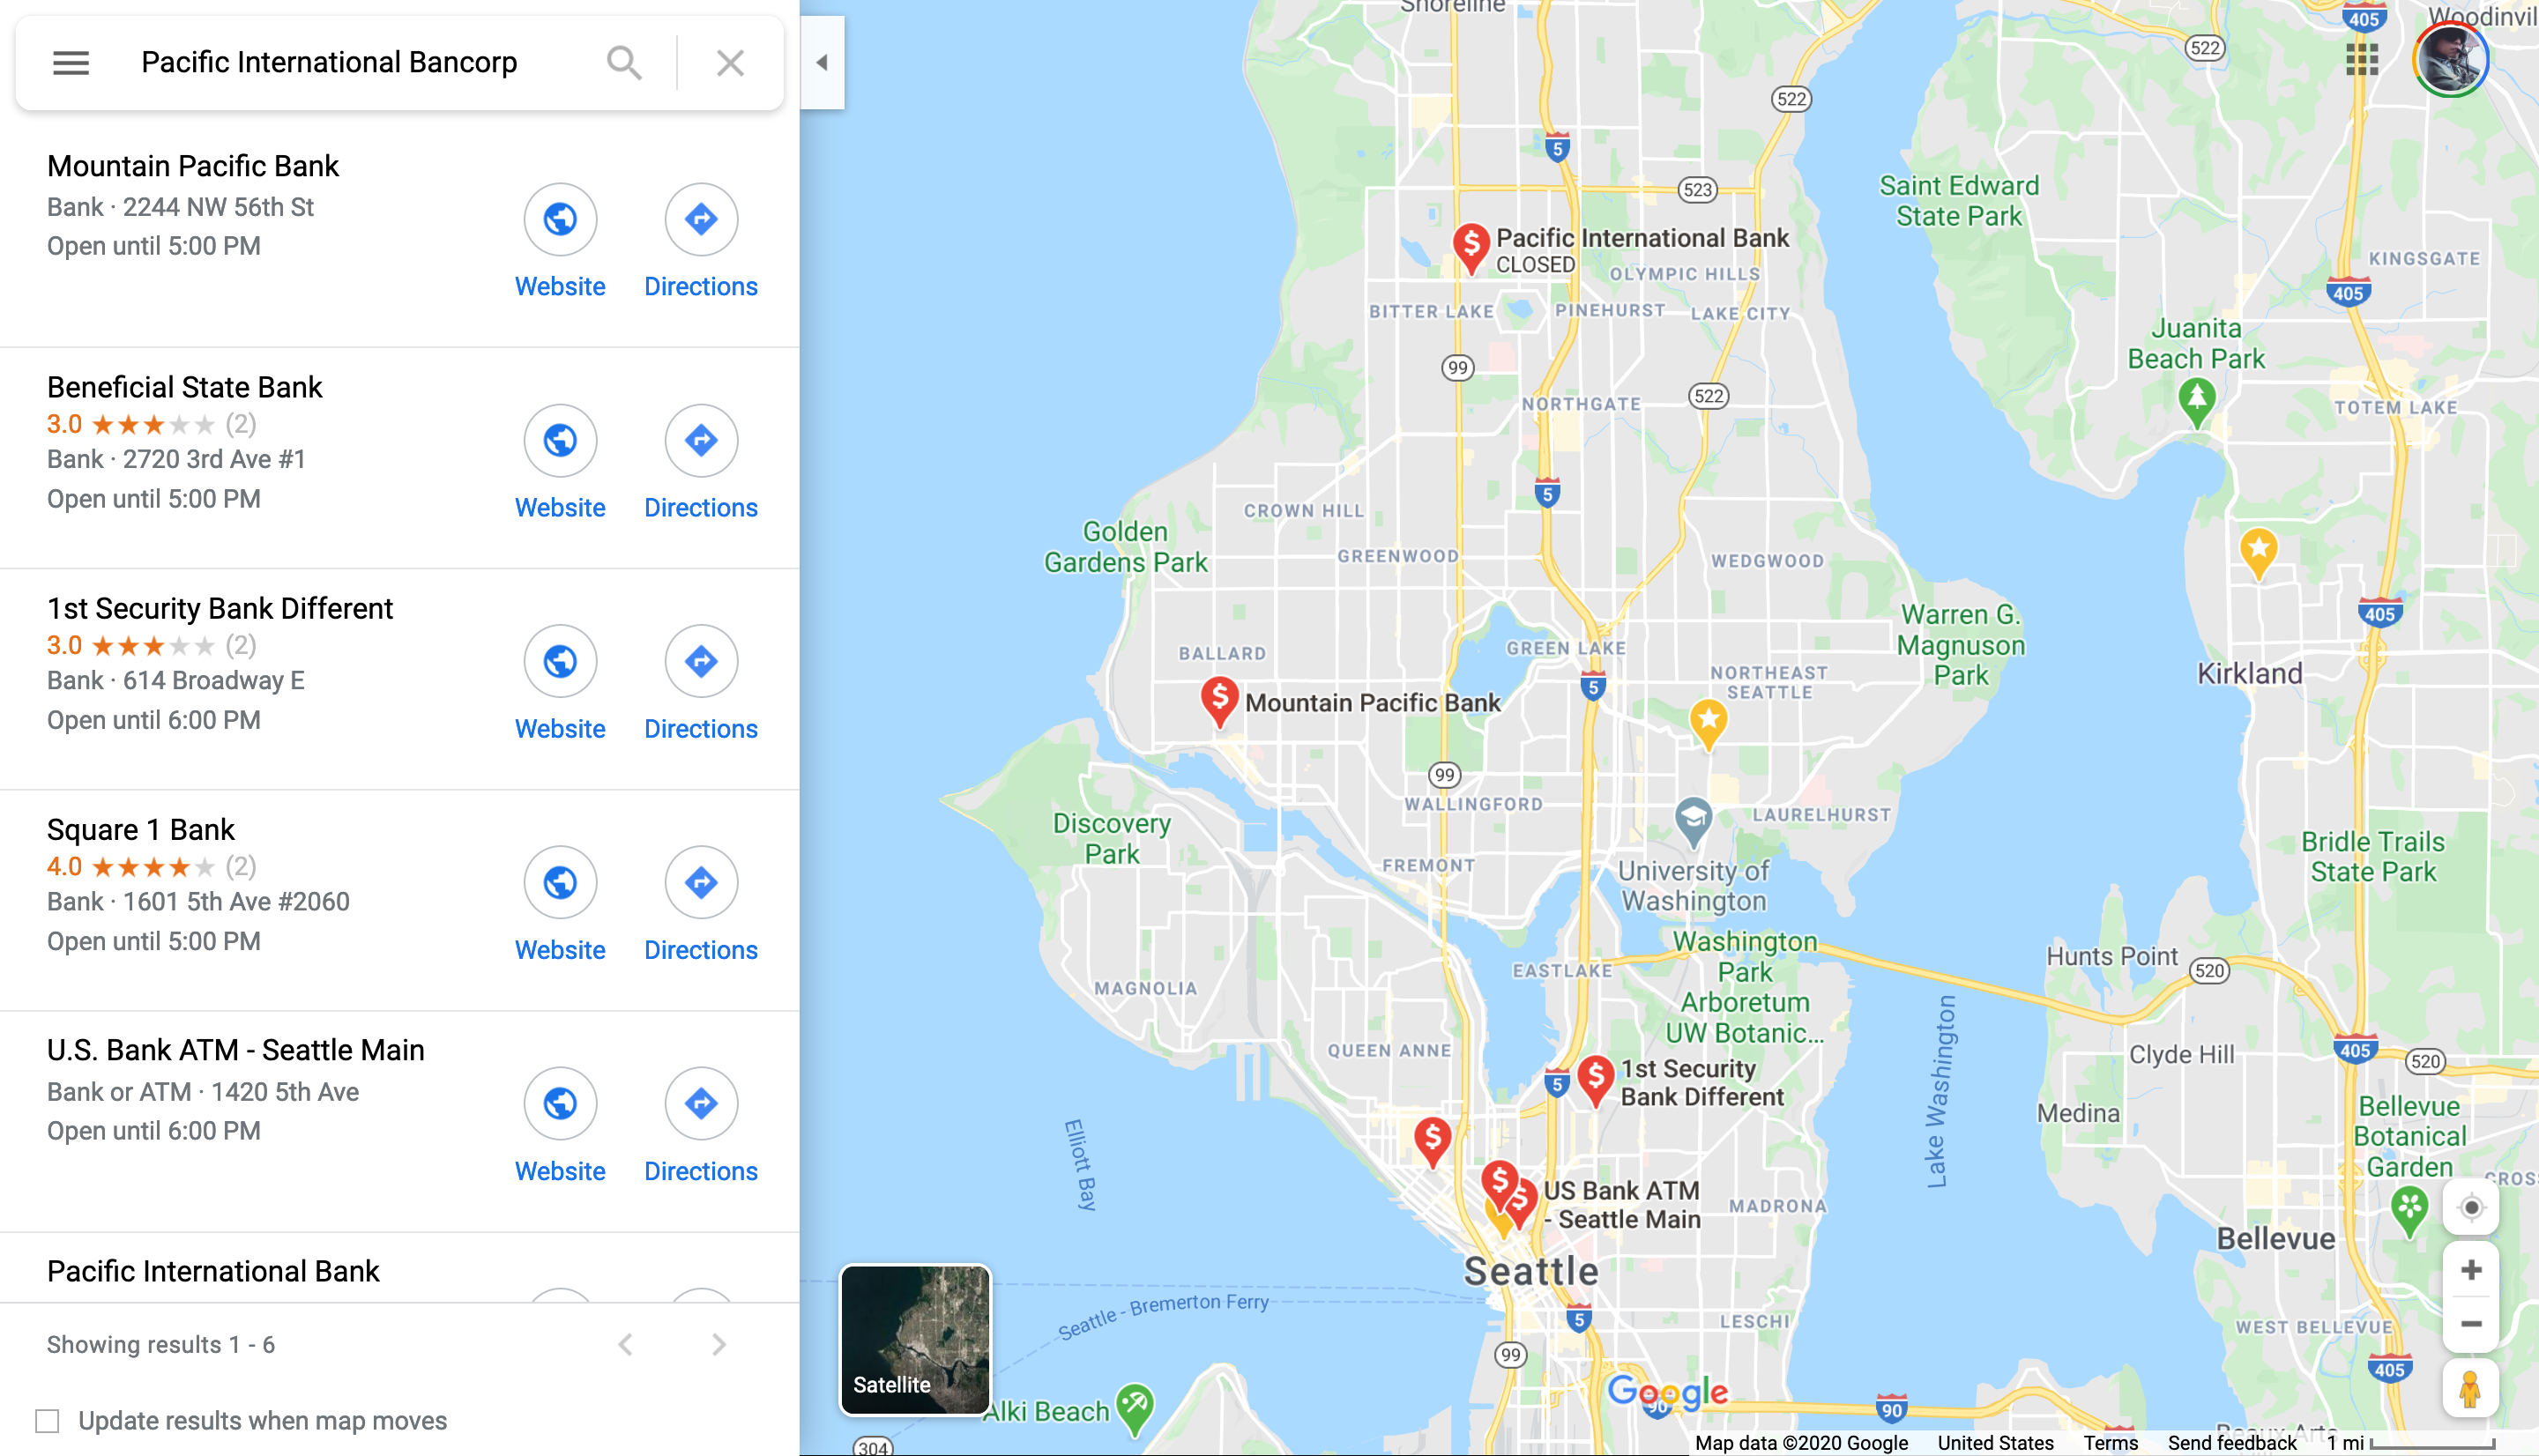 Pacific International Bancorp
Mountain Pacific Bank
Bank · 2244 NW 56th St
Open until 5:00 PM
Website
Directions
Beneficial State Bank
3.0 ★★★★★ (2)
Bank · 2720 3rd Ave #1
Open until 5:00 PM
Website
Directions
1st Security Bank Different
3.0 ★★★★★ (2)
Bank · 614 Broadway E
Open until 6:00 PM
Website
Directions
Square 1 Bank
4.0 ★★★★★ (2)
Bank · 1601 5th Ave #2060
Open until 5:00 PM
Website
Directions
U.S. Bank ATM - Seattle Main
Bank or ATM · 1420 5th Ave
Open until 6:00 PM
Website
Directions
Pacific International Bank
Showing results 1 - 6
Update results when map moves
Shoreline
405
Woodinvil
522
522
5
523
Saint Edward
State Park
Pacific International Bank
CLOSED
OLYMPIC HILLS
KINGSGATE
405
BITTER LAKE
PINEHURST
LAKE CITY
Juanita
Beach Park
99
522
NORTHGATE
TOTEM LAKE
5
CROWN HILL
Golden
Gardens Park
GREENWOOD
WEDGWOOD
Warren G.
Magnuson
Park
405
BALLARD
GREEN LAKE
NORTHEAST
SEATTLE
Kirkland
5
Mountain Pacific Bank
99
WALLINGFORD
LAURELHURST
Discovery
Park
FREMONT
University of
Washington
Bridle Trails
State Park
Washington
Park
Arboretum
UW Botanic...
EASTLAKE
Hunts Point
520
MAGNOLIA
QUEEN ANNE
Lake Washington
Clyde Hill
405
520
5
1st Security
Bank Different
Medina
Bellevue
Botanical
Garden
CROS
Elliott Bay
US Bank ATM
- Seattle Main
MADRONA
Bellevue
Seattle
Seattle - Bremerton Ferry
5
LESCHI
WEST BELLEVUE
99
405
Satellite
Alki Beach
Google
90
90
Beaux Arts
304
Map data ©2020 Google
United States
Terms
Send feedback
1 mi